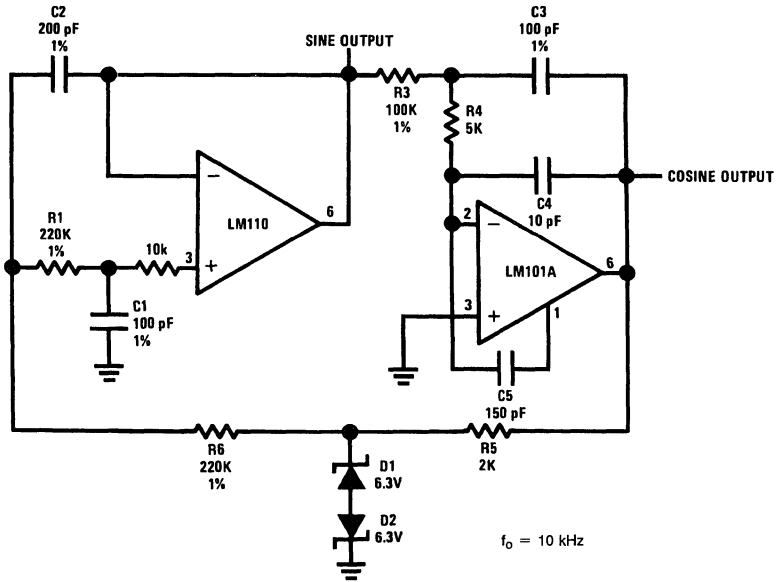 C2
200 pF
1%
SINE OUTPUT
C3
100 pF
1%
R3
100K
1%
R4
5K
COSINE OUTPUT
C4
10 pF
−
LM110
6
R1
220K
1%
10k
3
+
2
−
LM101A
6
3
+
1
C1
100 pF
1%
C5
150 pF
R6
220K
1%
R5
2K
D1
6.3V
D2
6.3V
fo = 10 kHz